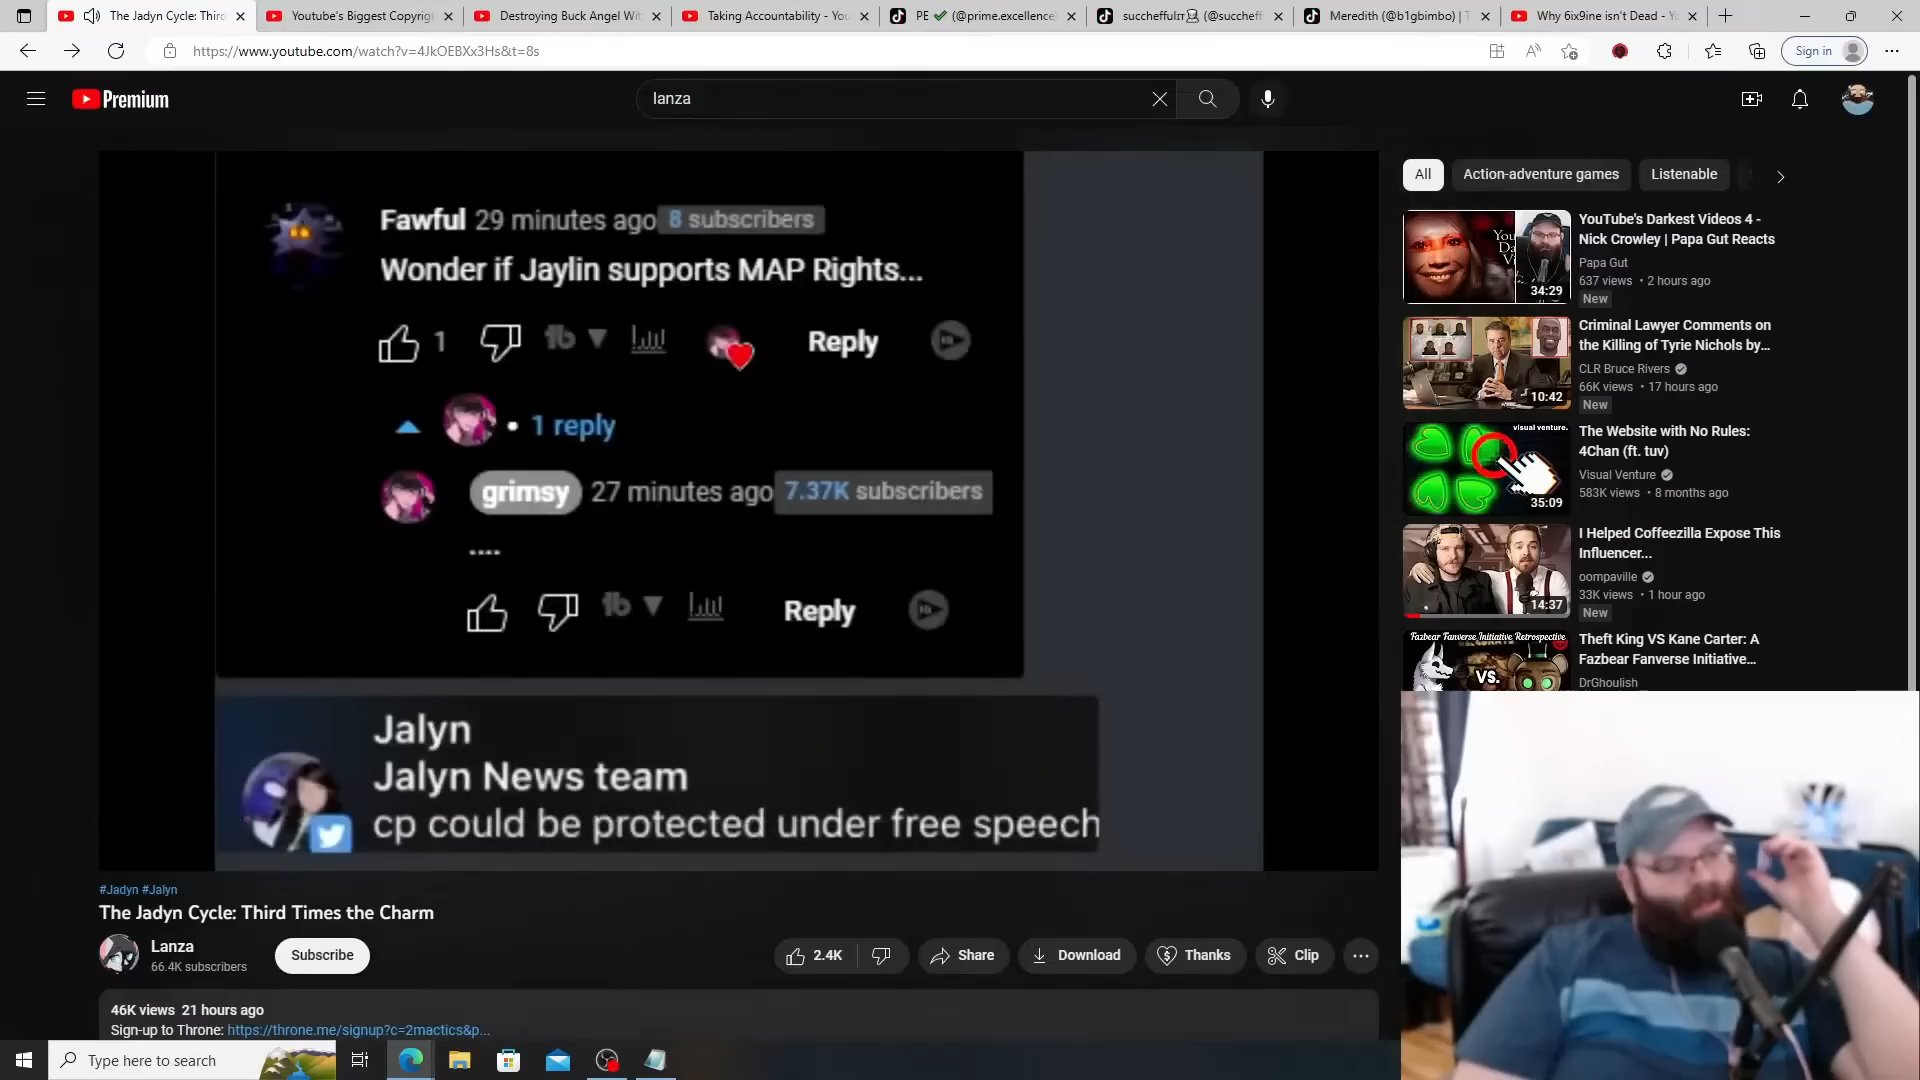 The Jadyn Cycle: Third
Youtube's Biggest Copyrig
Destroying Buck Angel Wit
Taking Accountability - You
PE ✔ (@prime.excellence
(@succheff
Meredith (@b1gbimbo) | T
Why 6ix9ine isn't Dead - Yo
https://www.youtube.com/watch?v=4JkOEBXx3Hs&t=8s
Sign in
Premium
lanza
Fawful 29 minutes ago 8 subscribers
Wonder if Jaylin supports MAP Rights...
1
Reply
• 1 reply
grimsy 27 minutes ago 7.37K subscribers
....
Reply
Jalyn
Jalyn News team
cp could be protected under free speech
#Jadyn #Jalyn
The Jadyn Cycle: Third Times the Charm
Lanza
66.4K subscribers
Subscribe
2.4K
Share
Download
Thanks
Clip
46K views 21 hours ago
Sign-up to Throne: https://throne.me/signup?c=2mactics&p...
All
Action-adventure games
Listenable
34:29
YouTube's Darkest Videos 4 -
Nick Crowley | Papa Gut Reacts
Papa Gut
637 views • 2 hours ago
New
10:42
Criminal Lawyer Comments on
the Killing of Tyrie Nichols by...
CLR Bruce Rivers
66K views • 17 hours ago
New
visual venture.
35:09
The Website with No Rules:
4Chan (ft. tuv)
Visual Venture
583K views • 8 months ago
14:37
I Helped Coffeezilla Expose This
Influencer...
oompaville
33K views • 1 hour ago
New
Fazbear Fanverse Initiative Retrospective
VS.
Theft King VS Kane Carter: A
Fazbear Fanverse Initiative...
DrGhoulish
Type here to search